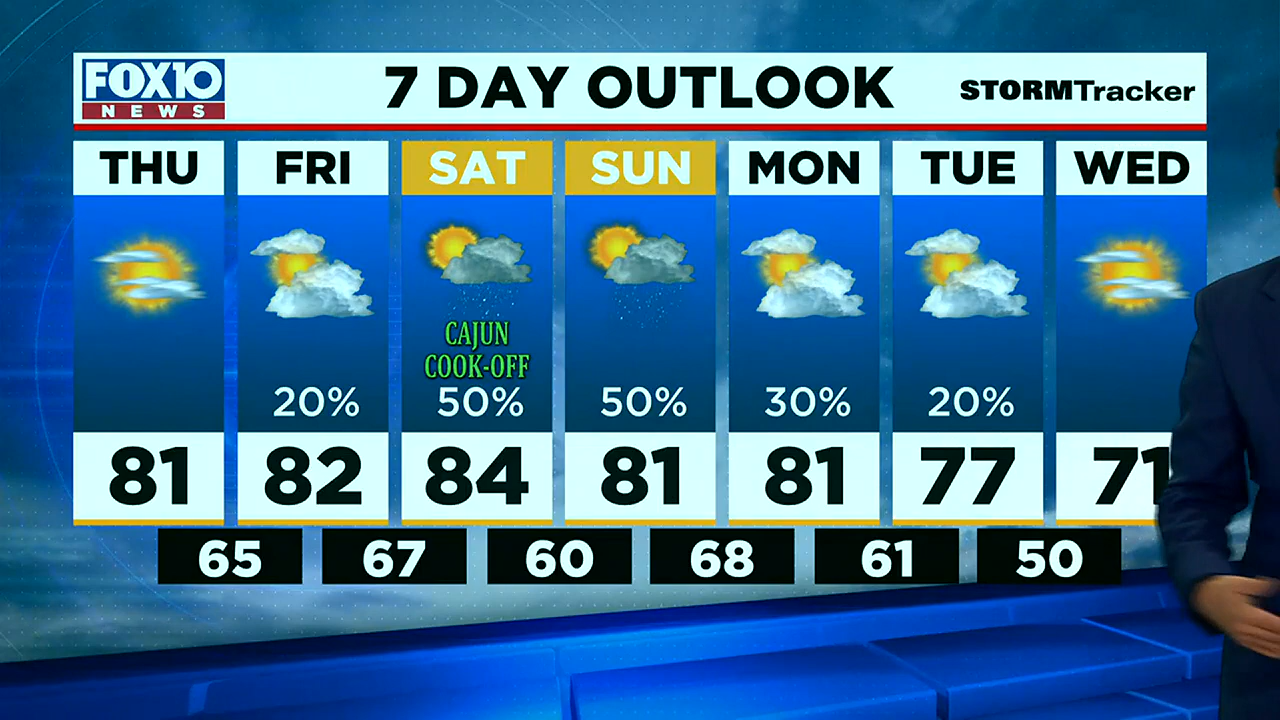 FOX10
NEWS
7 DAY OUTLOOK
STORMTracker
THU FRI SAT SUN MON TUE WED
CAJUN
COOK-OFF
20% 50% 50% 30% 20%
81 82 84 81 81 77 71
65 67 60 68 61 50